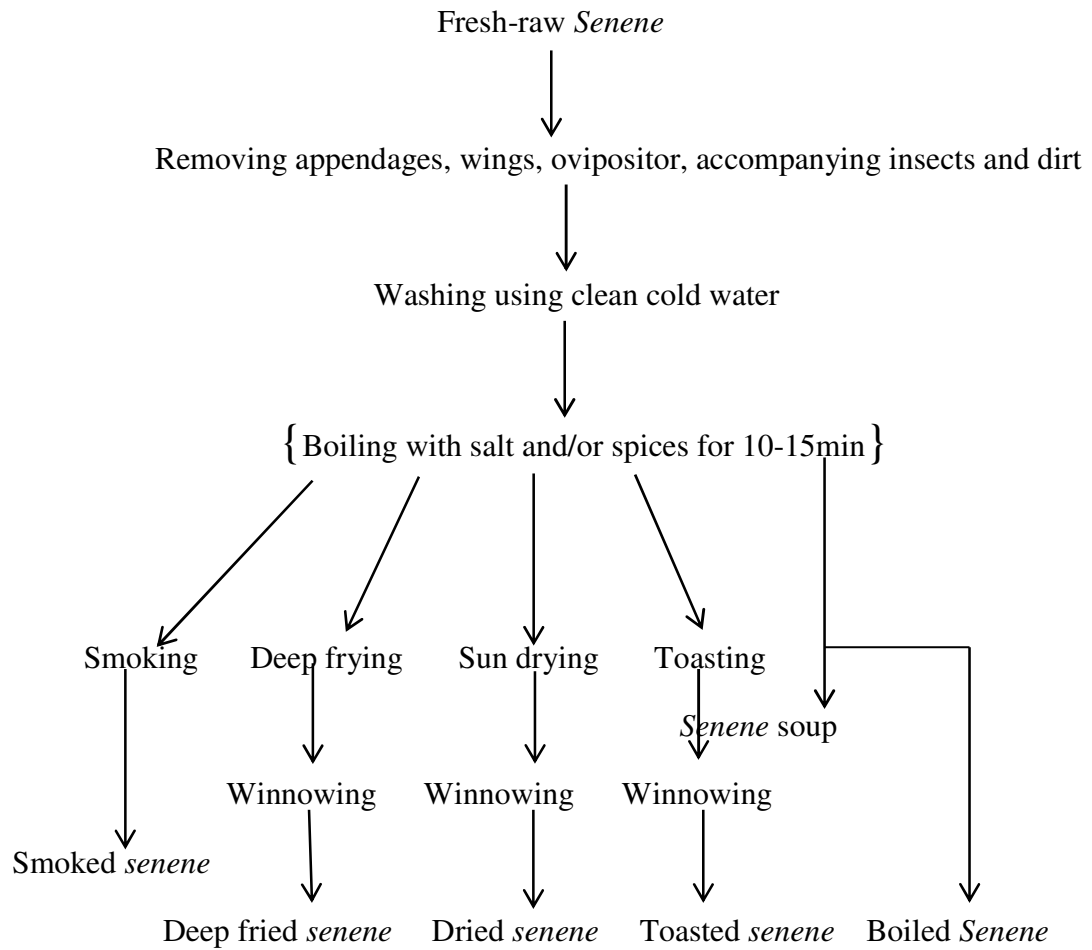 Fresh-raw Senene
Removing appendages, wings, ovipositor, accompanying insects and dirt
Washing using clean cold water
{Boiling with salt and/or spices for 10-15min}
Smoking Deep frying Sun drying Toasting
Senene soup
Winnowing Winnowing Winnowing
Smoked senene
Deep fried senene Dried senene Toasted senene Boiled Senene